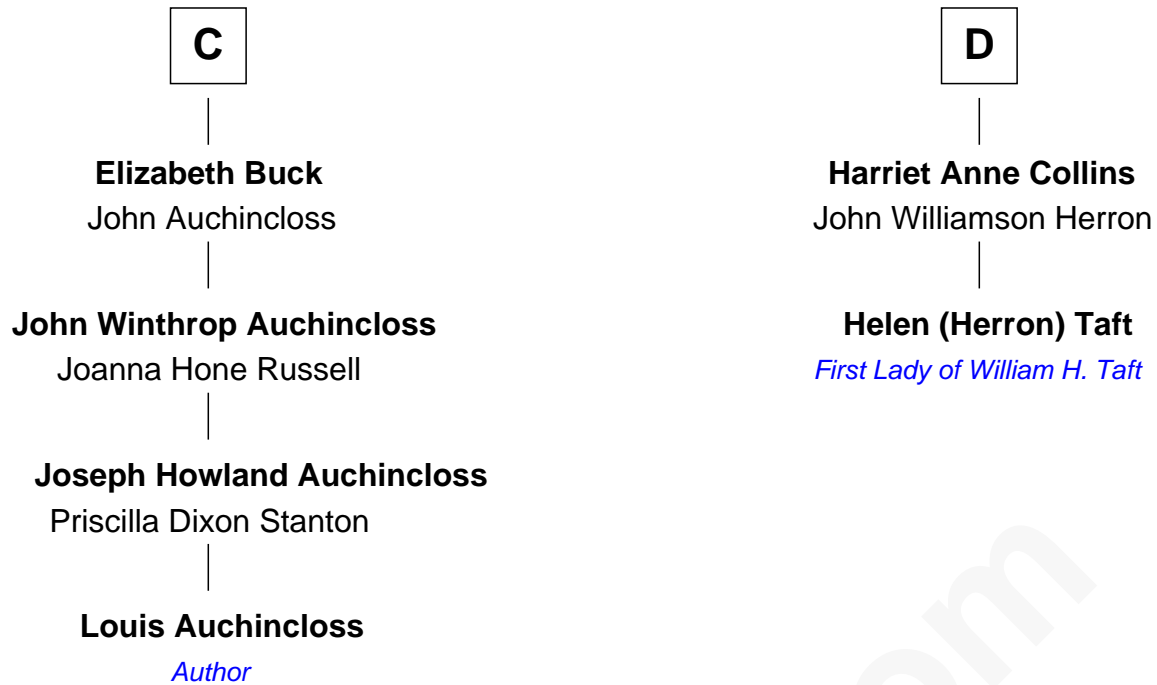 C
Elizabeth Buck
John Auchincloss
John Winthrop Auchincloss
Joanna Hone Russell
Joseph Howland Auchincloss
Priscilla Dixon Stanton
Louis Auchincloss
Author
D
Harriet Anne Collins
John Williamson Herron
Helen (Herron) Taft
First Lady of William H. Taft
om